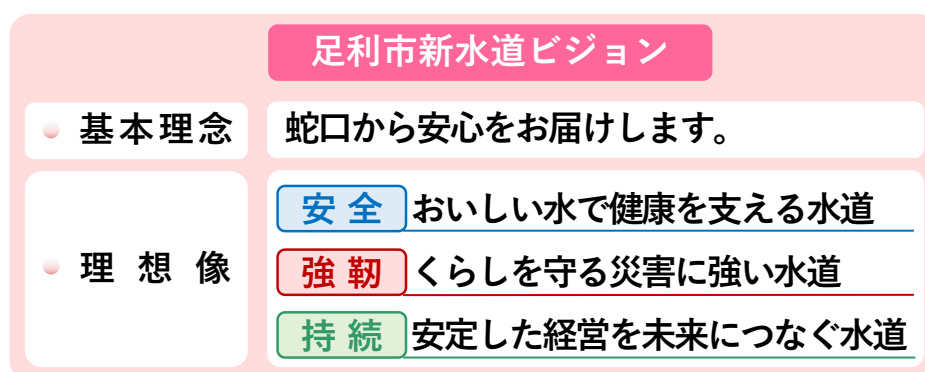 足利市新水道ビジョン
基本理念
蛇口から安心をお届けします。
理想像
安全 おいしい水で健康を支える水道
強靭 くらしを守る災害に強い水道
持続 安定した経営を未来につなぐ水道